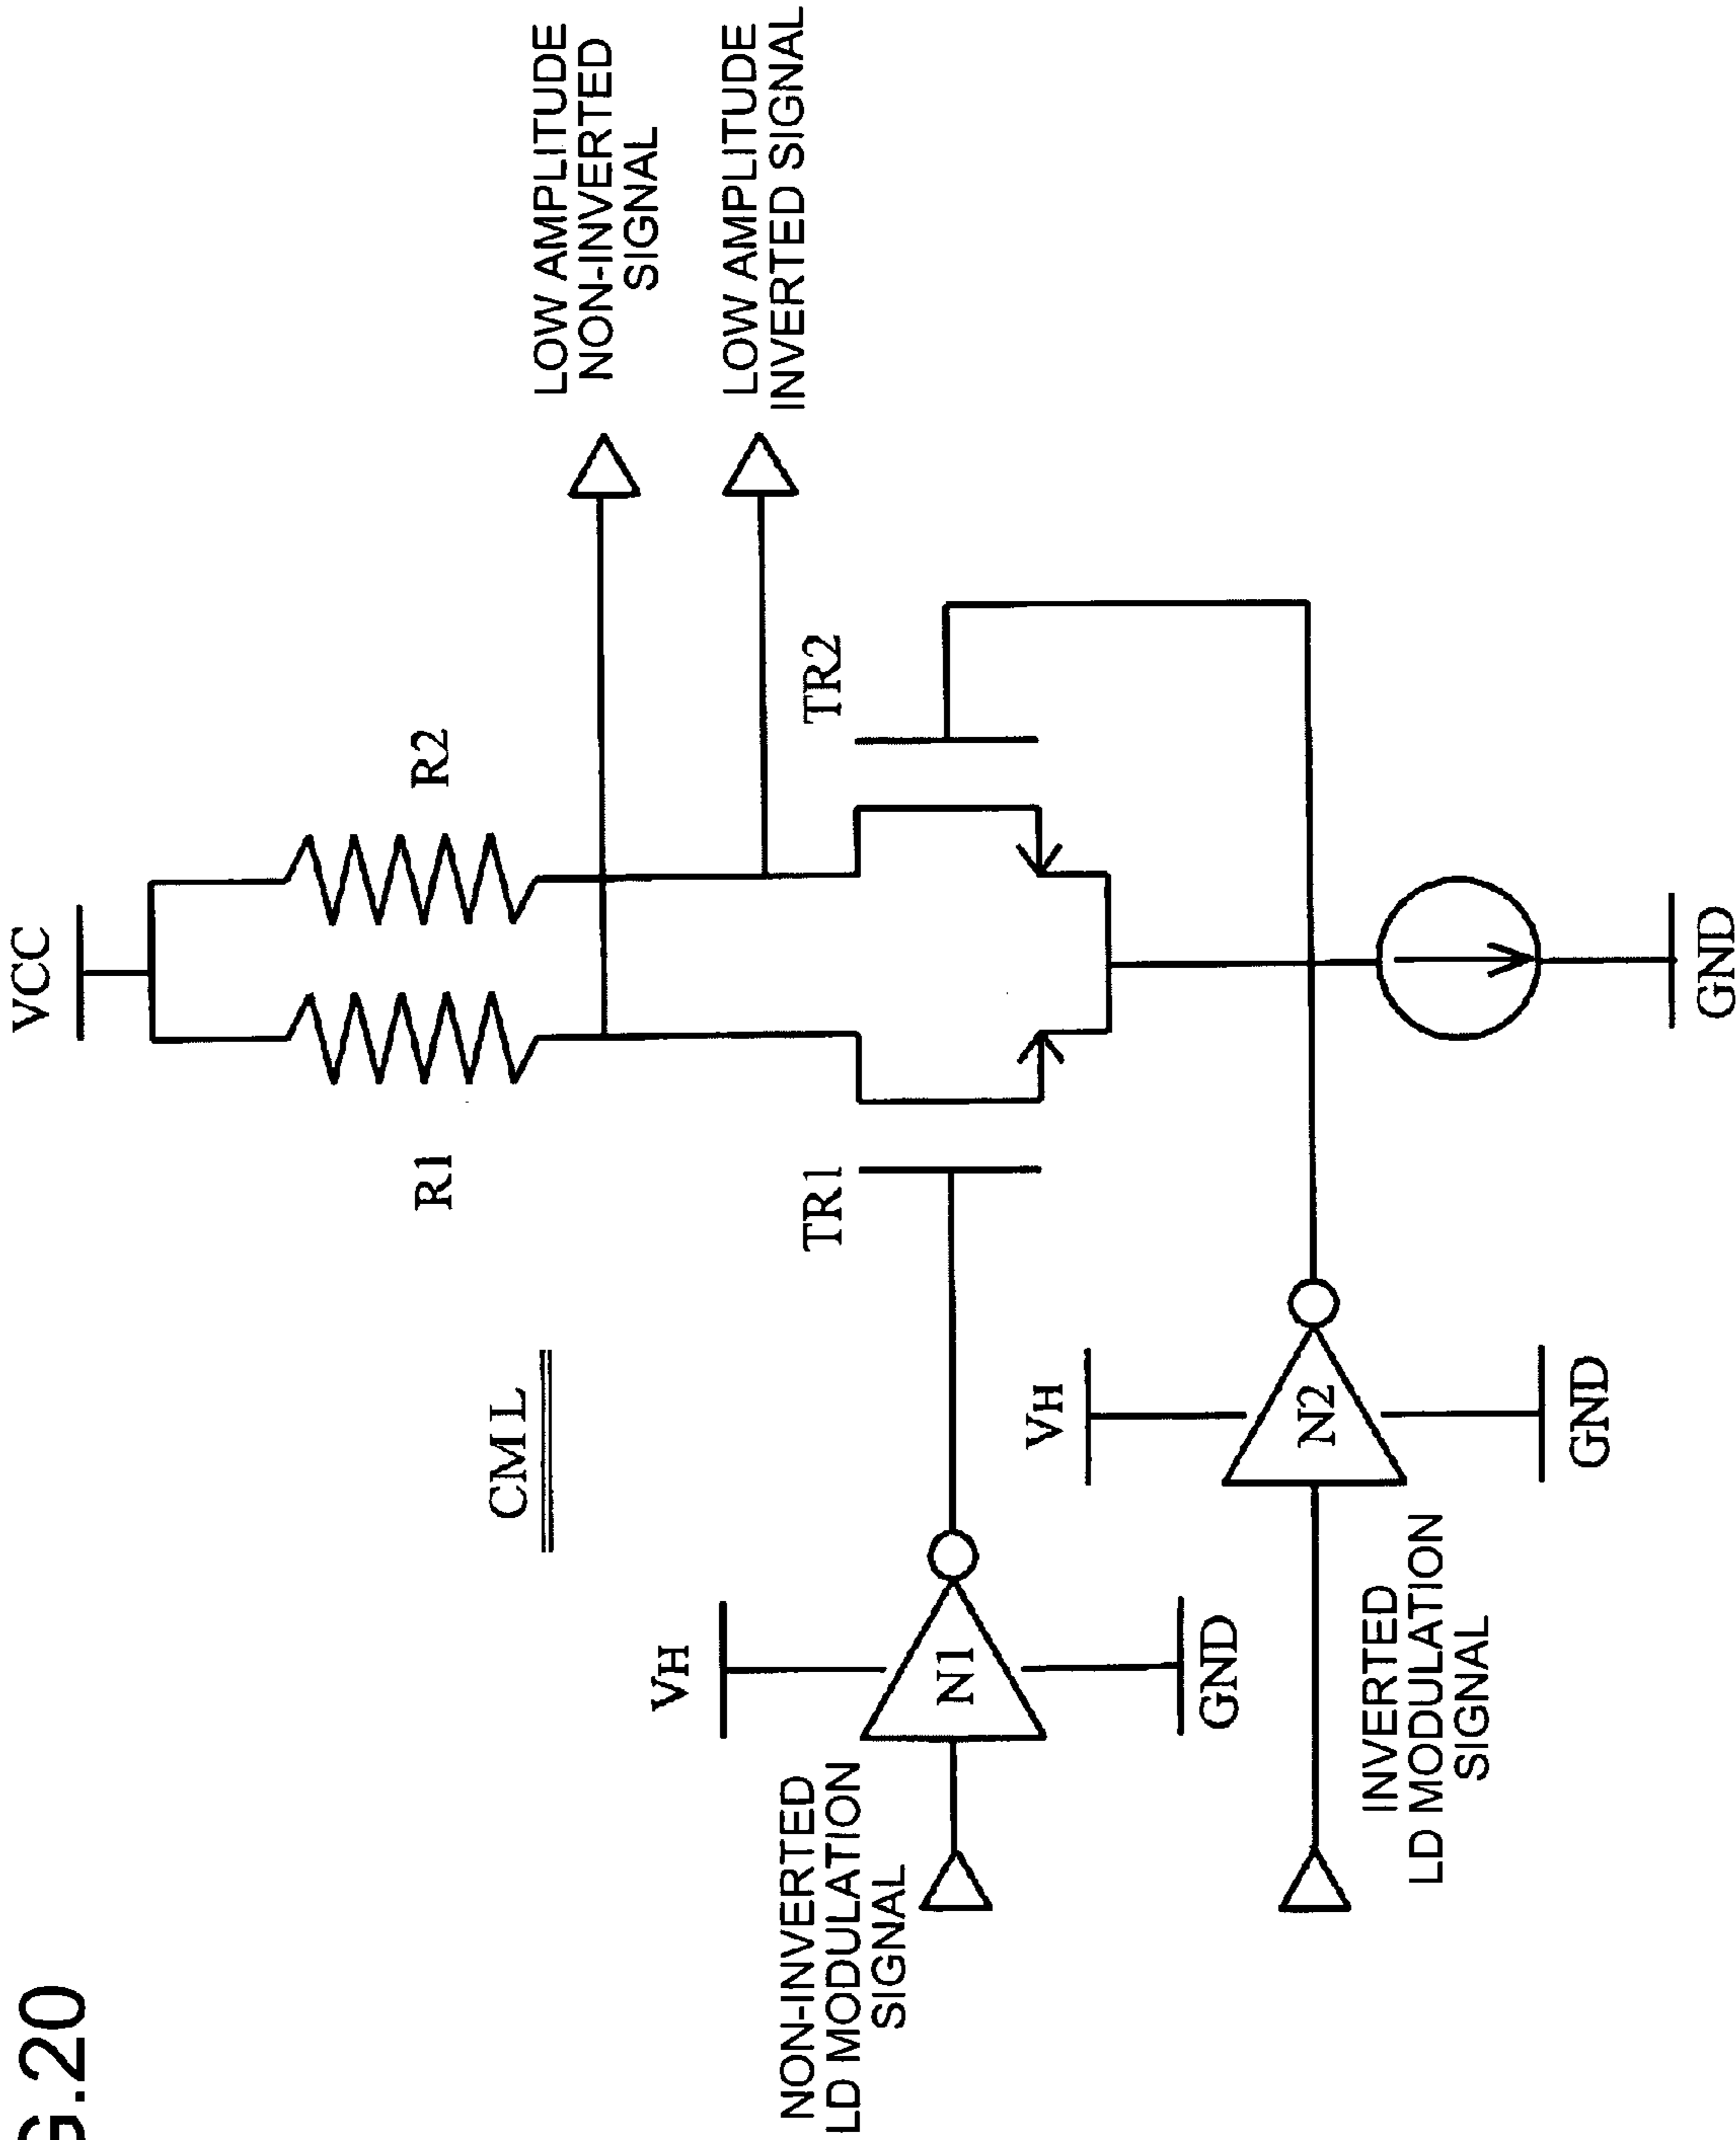 G.20
VCC
R1
R2
LOW AMPLITUDE
NON-INVERTED
SIGNAL
LOW AMPLITUDE
INVERTED SIGNAL
CML
TR1
TR2
NON-INVERTED
LD MODULATION
SIGNAL
VH
N1
GND
INVERTED
LD MODULATION
SIGNAL
VH
N2
GND
GND